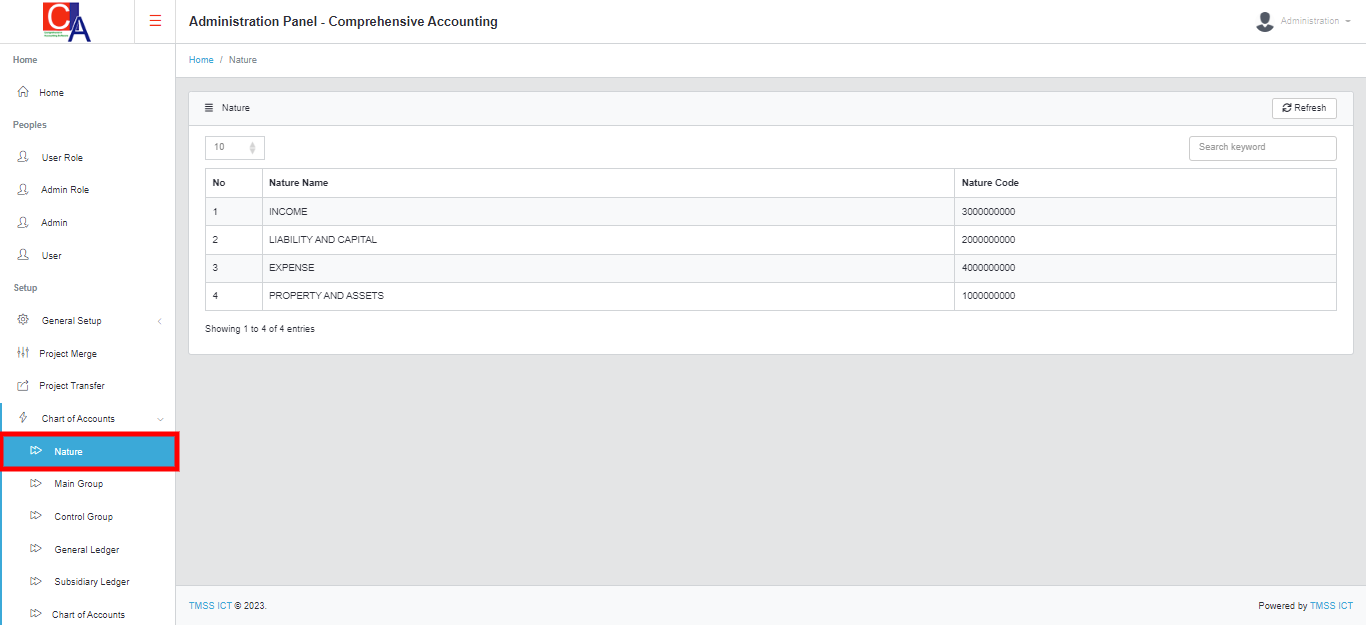 CA
Administration Panel - Comprehensive Accounting
Administration
Home
Home
Peoples
User Role
Admin Role
Admin
User
Setup
General Setup
Project Merge
Project Transfer
Chart of Accounts
Nature
Main Group
Control Group
General Ledger
Subsidiary Ledger
Chart of Accounts
Home / Nature
Nature
Refresh
10
Search keyword
No Nature Name Nature Code
1 INCOME 3000000000
2 LIABILITY AND CAPITAL 2000000000
3 EXPENSE 4000000000
4 PROPERTY AND ASSETS 1000000000
Showing 1 to 4 of 4 entries
TMSS ICT © 2023.
Powered by TMSS ICT